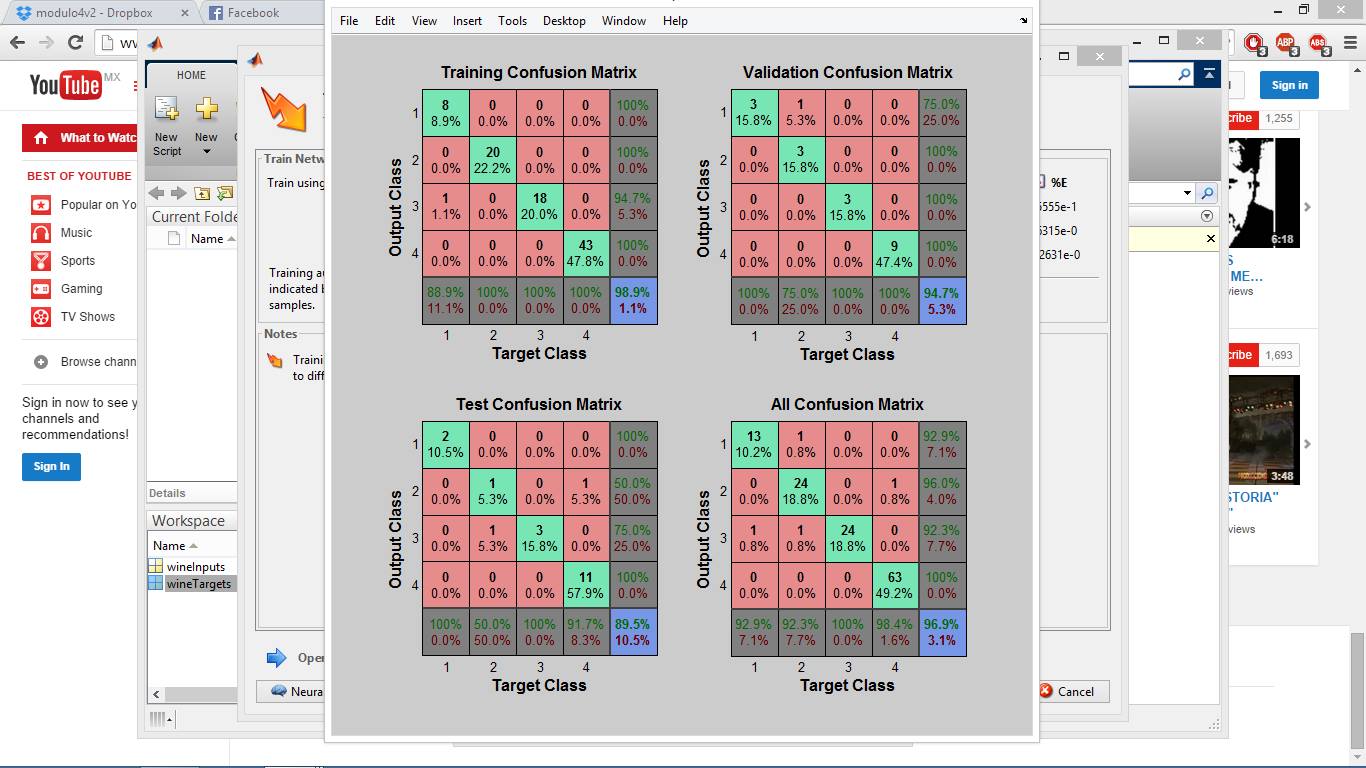 modulo4v2 - Dropbox
Facebook
File Edit View Insert Tools Desktop Window Help
3 3 3
YouTube MX
HOME
Sign in
What to Watc
New Script
New
BEST OF YOUTUBE
Popular on Yo
Music
Spots
Gaming
TV Shows
Browse chann
Sign in now to see y
channels and
recommendations!
Sign In
Current Folde
Name
Details
Workspace
Name
wineInputs
wineTargets
Train Netw
Train using
Training au
indicated b
samples.
Notes
Traini
to diff
Open
Neura
Training Confusion Matrix
Output Class
1
8 0 0 0 100%
8.9% 0.0% 0.0% 0.0% 0.0%
2
0 20 0 0 100%
0.0% 22.2% 0.0% 0.0% 0.0%
3
1 0 18 0 94.7%
1.1% 0.0% 20.0% 0.0% 5.3%
4
0 0 0 43 100%
0.0% 0.0% 0.0% 47.8% 0.0%
88.9% 100% 100% 100% 98.9%
11.1% 0.0% 0.0% 0.0% 1.1%
1 2 3 4
Target Class
Validation Confusion Matrix
Output Class
1
3 1 0 0 75.0%
15.8% 5.3% 0.0% 0.0% 25.0%
2
0 3 0 0 100%
0.0% 15.8% 0.0% 0.0% 0.0%
3
0 0 3 0 100%
0.0% 0.0% 15.8% 0.0% 0.0%
4
0 0 0 9 100%
0.0% 0.0% 0.0% 47.4% 0.0%
100% 75.0% 100% 100% 94.7%
0.0% 25.0% 0.0% 0.0% 5.3%
1 2 3 4
Target Class
Test Confusion Matrix
Output Class
1
2 0 0 0 100%
10.5% 0.0% 0.0% 0.0% 0.0%
2
0 1 0 1 50.0%
0.0% 5.3% 0.0% 5.3% 50.0%
3
0 1 3 0 75.0%
0.0% 5.3% 15.8% 0.0% 25.0%
4
0 0 0 11 100%
0.0% 0.0% 0.0% 57.9% 0.0%
100% 50.0% 100% 91.7% 89.5%
0.0% 50.0% 0.0% 8.3% 10.5%
1 2 3 4
Target Class
All Confusion Matrix
Output Class
1
13 1 0 0 92.9%
10.2% 0.8% 0.0% 0.0% 7.1%
2
0 24 0 1 96.0%
0.0% 18.8% 0.0% 0.8% 4.0%
3
1 1 24 0 92.3%
0.8% 0.8% 18.8% 0.0% 7.7%
4
0 0 0 63 100%
0.0% 0.0% 0.0% 49.2% 0.0%
92.9% 92.3% 100% 98.4% 96.9%
7.1% 7.7% 0.0% 1.6% 3.1%
1 2 3 4
Target Class
%E
5555e-1
6315e-0
2631e-0
Cancel
cribe 1,255
6:18
S
ME...
views
cribe 1,693
3:48
STORIA"
"
views